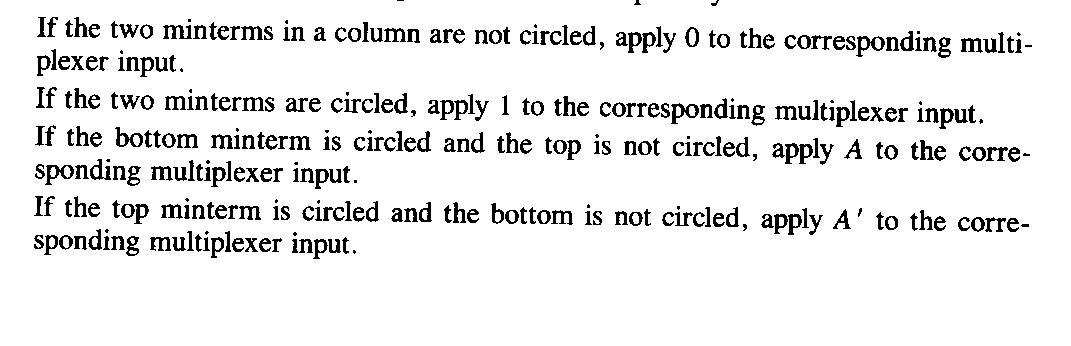 If the two minterms in a column are not circled, apply 0 to the corresponding multi-
plexer input.
If the two minterms are circled, apply 1 to the corresponding multiplexer input.
If the bottom minterm is circled and the top is not circled, apply A to the corre-
sponding multiplexer input.
If the top minterm is circled and the bottom is not circled, apply A' to the corre-
sponding multiplexer input.